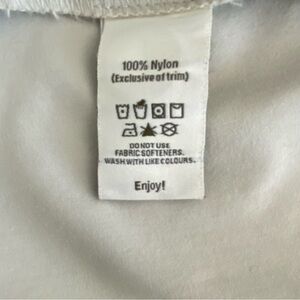 100% Nylon
(Exclusive of trim)
DO NOT USE
FABRIC SOFTENERS.
WASH WITH LIKE COLOURS.
Enjoy!